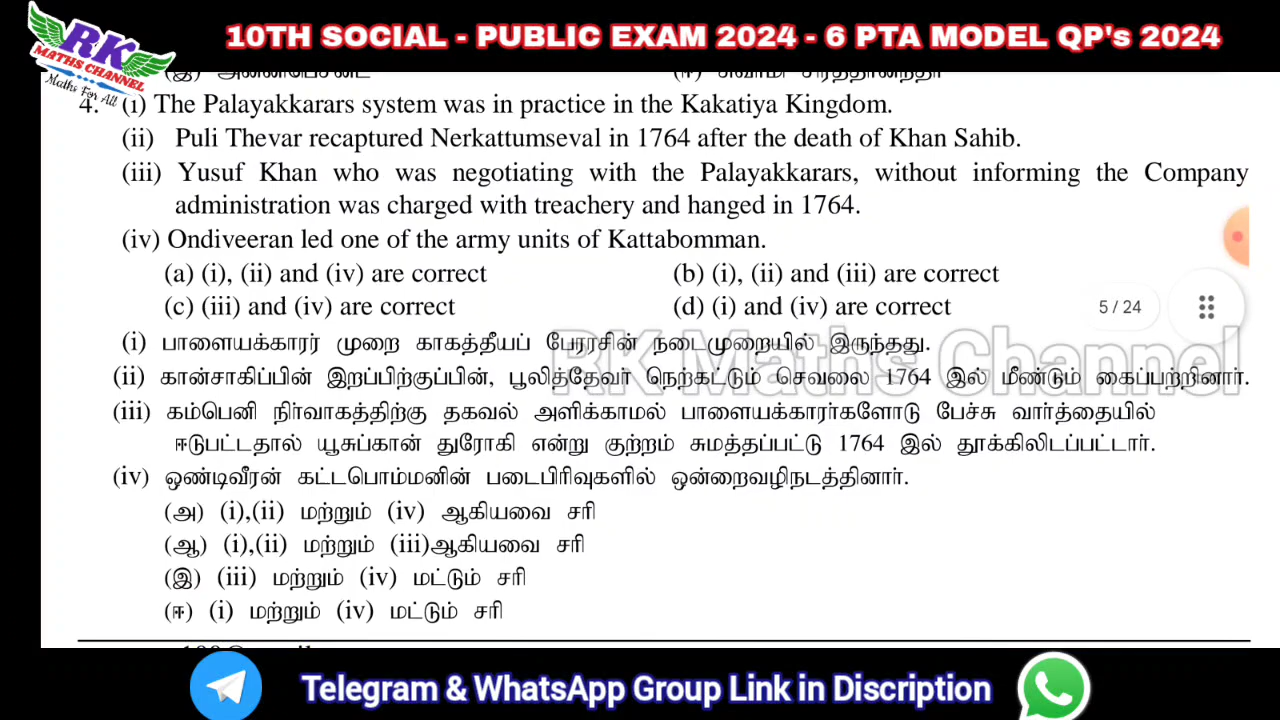 RK
MATHS CHANNEL
Maths For All
10TH SOCIAL - PUBLIC EXAM 2024 - 6 PTA MODEL QP's 2024
4. (i) The Palayakkarars system was in practice in the Kakatiya Kingdom.
(ii) Puli Thevar recaptured Nerkattumseval in 1764 after the death of Khan Sahib.
(iii) Yusuf Khan who was negotiating with the Palayakkarars, without informing the Company
administration was charged with treachery and hanged in 1764.
(iv) Ondiveeran led one of the army units of Kattabomman.
(a) (i), (ii) and (iv) are correct (b) (i), (ii) and (iii) are correct
(c) (iii) and (iv) are correct (d) (i) and (iv) are correct
5 / 24
RK Maths Channel
(i) பாளையக்காரர் முறை காகத்தீயப் பேரரசின் நடைமுறையில் இருந்தது.
(ii) கான்சாகிப்பின் இறப்பிற்குப்பின், பூலித்தேவர் நெற்கட்டும் செவலை 1764 இல் மீண்டும் கைப்பற்றினார்.
(iii) கம்பெனி நிர்வாகத்திற்கு தகவல் அளிக்காமல் பாளையக்காரர்களோடு பேச்சு வார்த்தையில்
ஈடுபட்டதால் யூசுப்கான் துரோகி என்று குற்றம் சுமத்தப்பட்டு 1764 இல் தூக்கிலிடப்பட்டார்.
(iv) ஒண்டிவீரன் கட்டபொம்மனின் படைபிரிவுகளில் ஒன்றைவழிநடத்தினார்.
(அ) (i),(ii) மற்றும் (iv) ஆகியவை சரி
(ஆ) (i),(ii) மற்றும் (iii)ஆகியவை சரி
(இ) (iii) மற்றும் (iv) மட்டும் சரி
(ஈ) (i) மற்றும் (iv) மட்டும் சரி
Telegram & WhatsApp Group Link in Discription